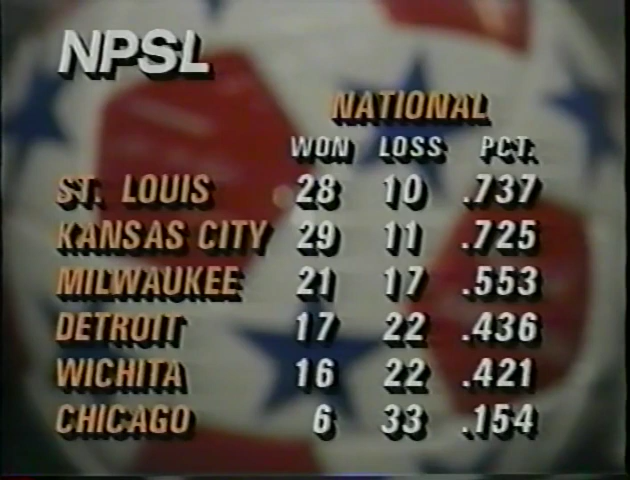 NPSL
NATIONAL
WON LOSS PCT.
ST. LOUIS 28 10 .737
KANSAS CITY 29 11 .725
MILWAUKEE 21 17 .553
DETROIT 17 22 .436
WICHITA 16 22 .421
CHICAGO 6 33 .154